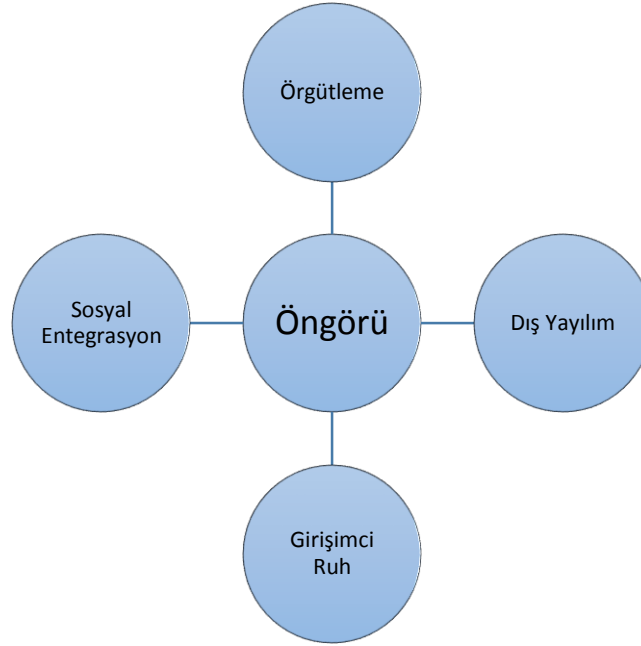 Örgütleme
Sosyal
Entegrasyon
Öngörü
Dış Yayılım
Girişimci
Ruh